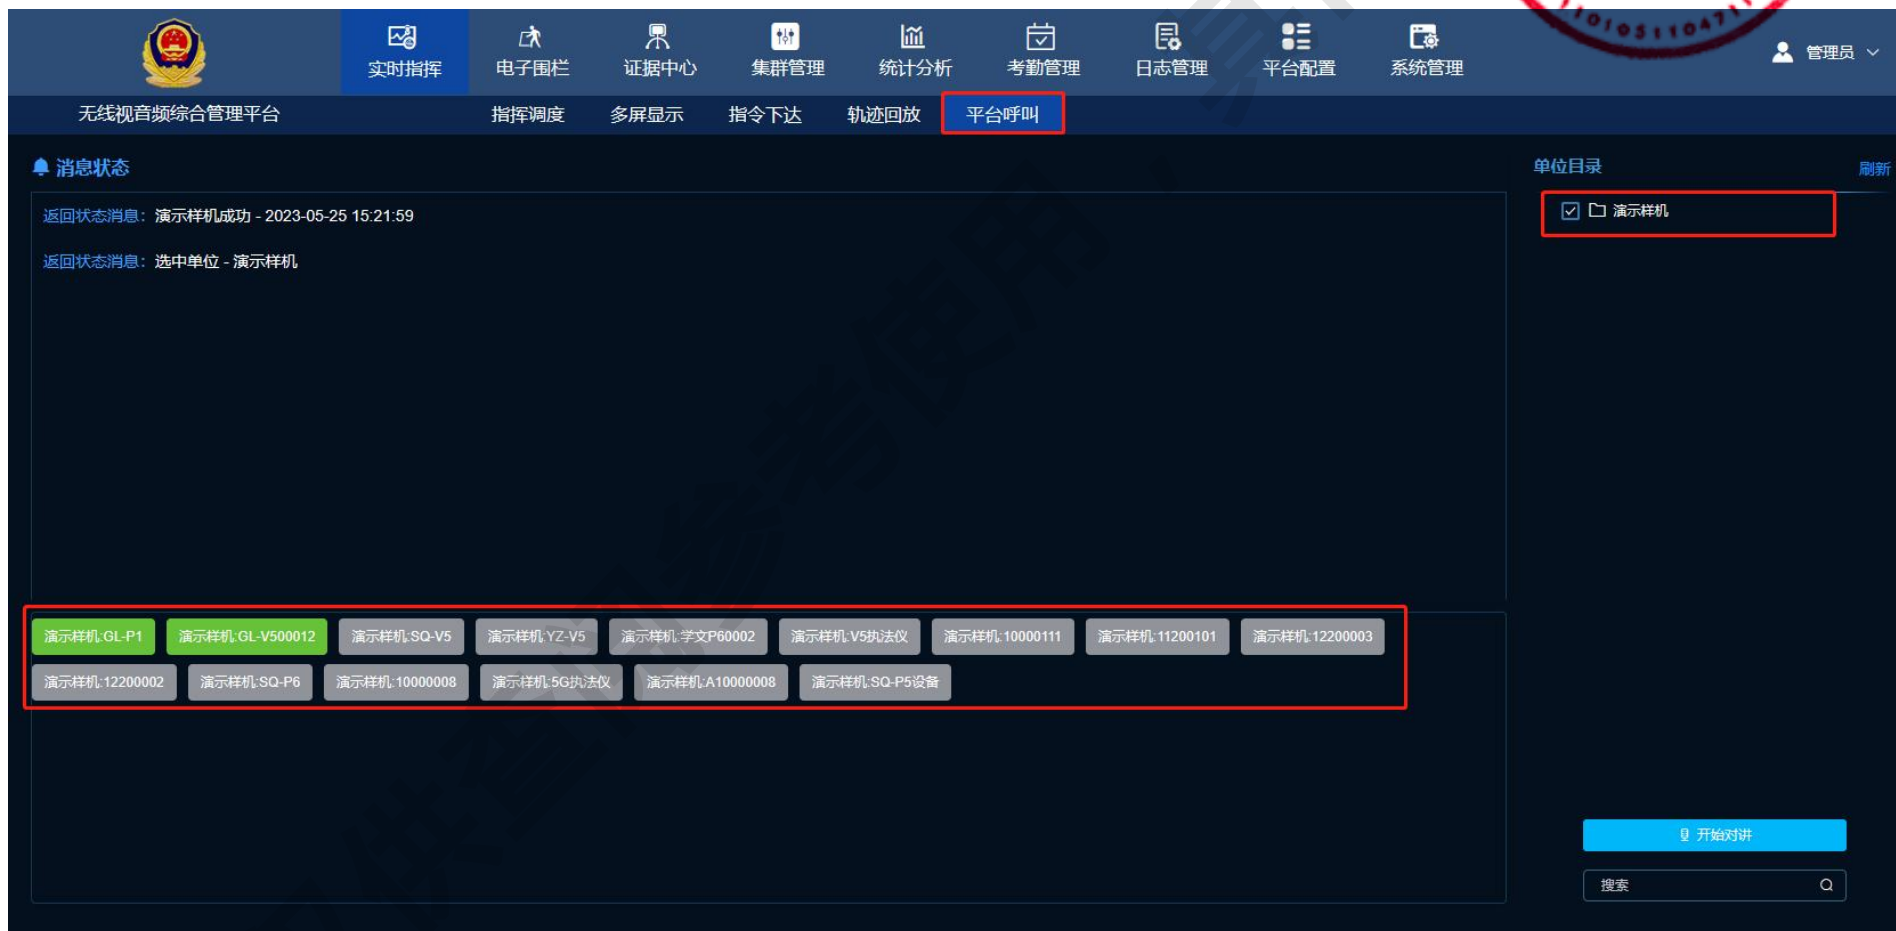 实时指挥 电子围栏 证据中心 集群管理 统计分析 考勤管理 日志管理 平台配置 系统管理 管理员
无线视音频综合管理平台 指挥调度 多屏显示 指令下达 轨迹回放 平台呼叫
消息状态
返回状态消息：演示样机成功 - 2023-05-25 15:21:59
返回状态消息：选中单位 - 演示样机
演示样机:GL-P1 演示样机:GL-V500012 演示样机:SQ-V5 演示样机:YZ-V5 演示样机:学文P60002 演示样机:V5执法仪 演示样机:10000111 演示样机:11200101 演示样机:12200003
演示样机:12200002 演示样机:SQ-P6 演示样机:10000008 演示样机:5G执法仪 演示样机:A10000008 演示样机:SQ-P5设备
单位目录 刷新
演示样机
开始对讲
搜索